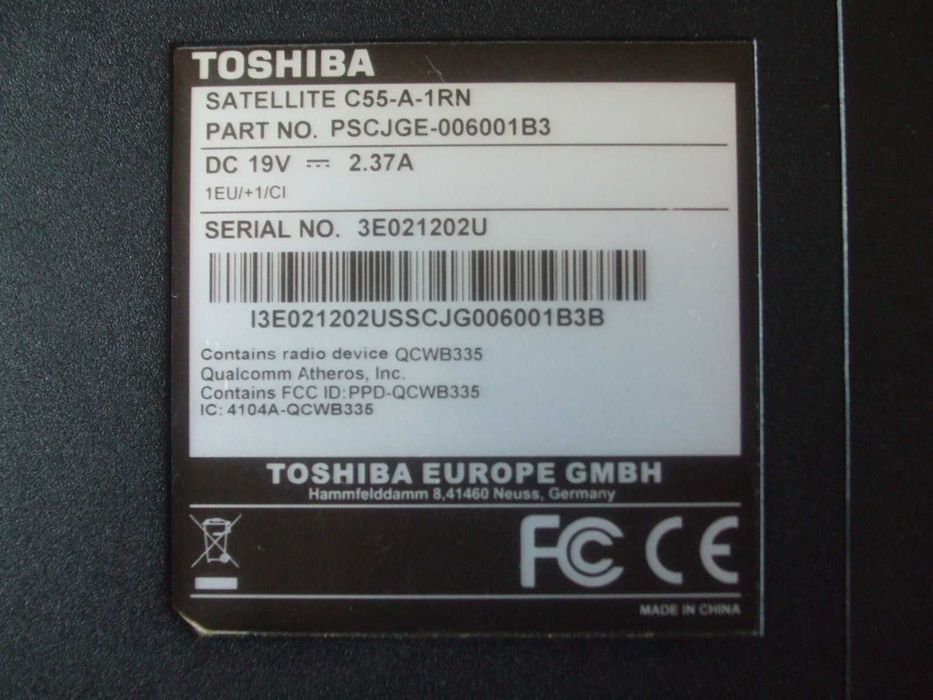 TOSHIBA
SATELLITE C55-A-1RN
PART NO. PSCJGE-006001B3
DC 19V ⎓ 2.37A
1EU/+1/CI
SERIAL NO. 3E021202U
I3E021202USSCJG006001B3B
Contains radio device QCWB335
Qualcomm Atheros, Inc.
Contains FCC ID:PPD-QCWB335
IC: 4104A-QCWB335
TOSHIBA EUROPE GMBH
Hammfelddamm 8,41460 Neuss, Germany
FC CE
MADE IN CHINA